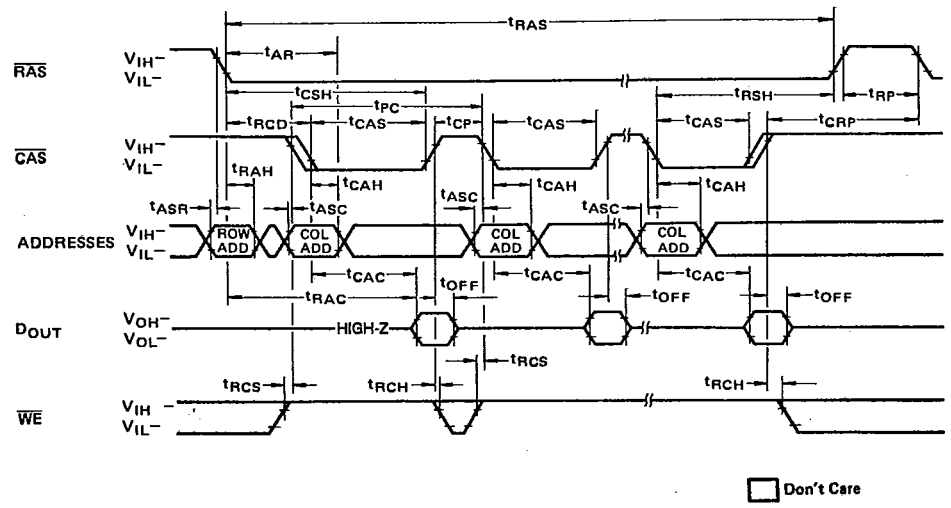 tRAS
tAR
RAS
VIH–
VIL–
tCSH
tPC
tRSH
tRP
tRCD
tCAS
tCP
tCAS
tCAS
tCRP
CAS
VIH–
VIL–
tRAH
tCAH
tCAH
tCAH
tASR
tASC
tASC
tASC
ADDRESSES
VIH–
VIL–
ROW
ADD
COL
ADD
COL
ADD
COL
ADD
tCAC
tCAC
tCAC
tRAC
tOFF
tOFF
tOFF
DOUT
VOH–
VOL–
HIGH-Z
tRCS
tRCS
tRCH
tRCH
WE
VIH –
VIL–
Don't Care